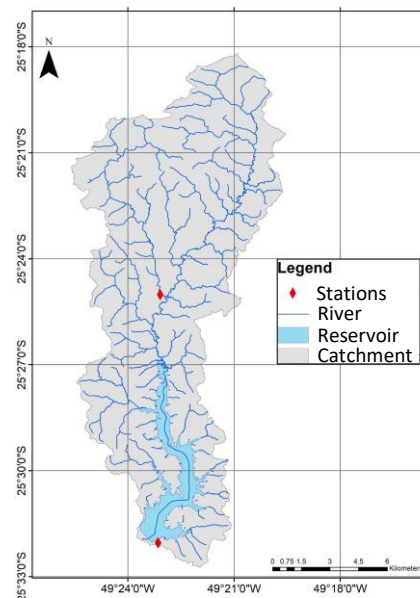 25°18'0"S
N
25°21'0"S
25°24'0"S
Legend
Stations
River
Reservoir
Catchment
25°27'0"S
25°30'0"S
0 0.75 1.5 3 4.5 6
Kilometer
25°33'0"S
49°24'0"W 49°21'0"W 49°18'0"W